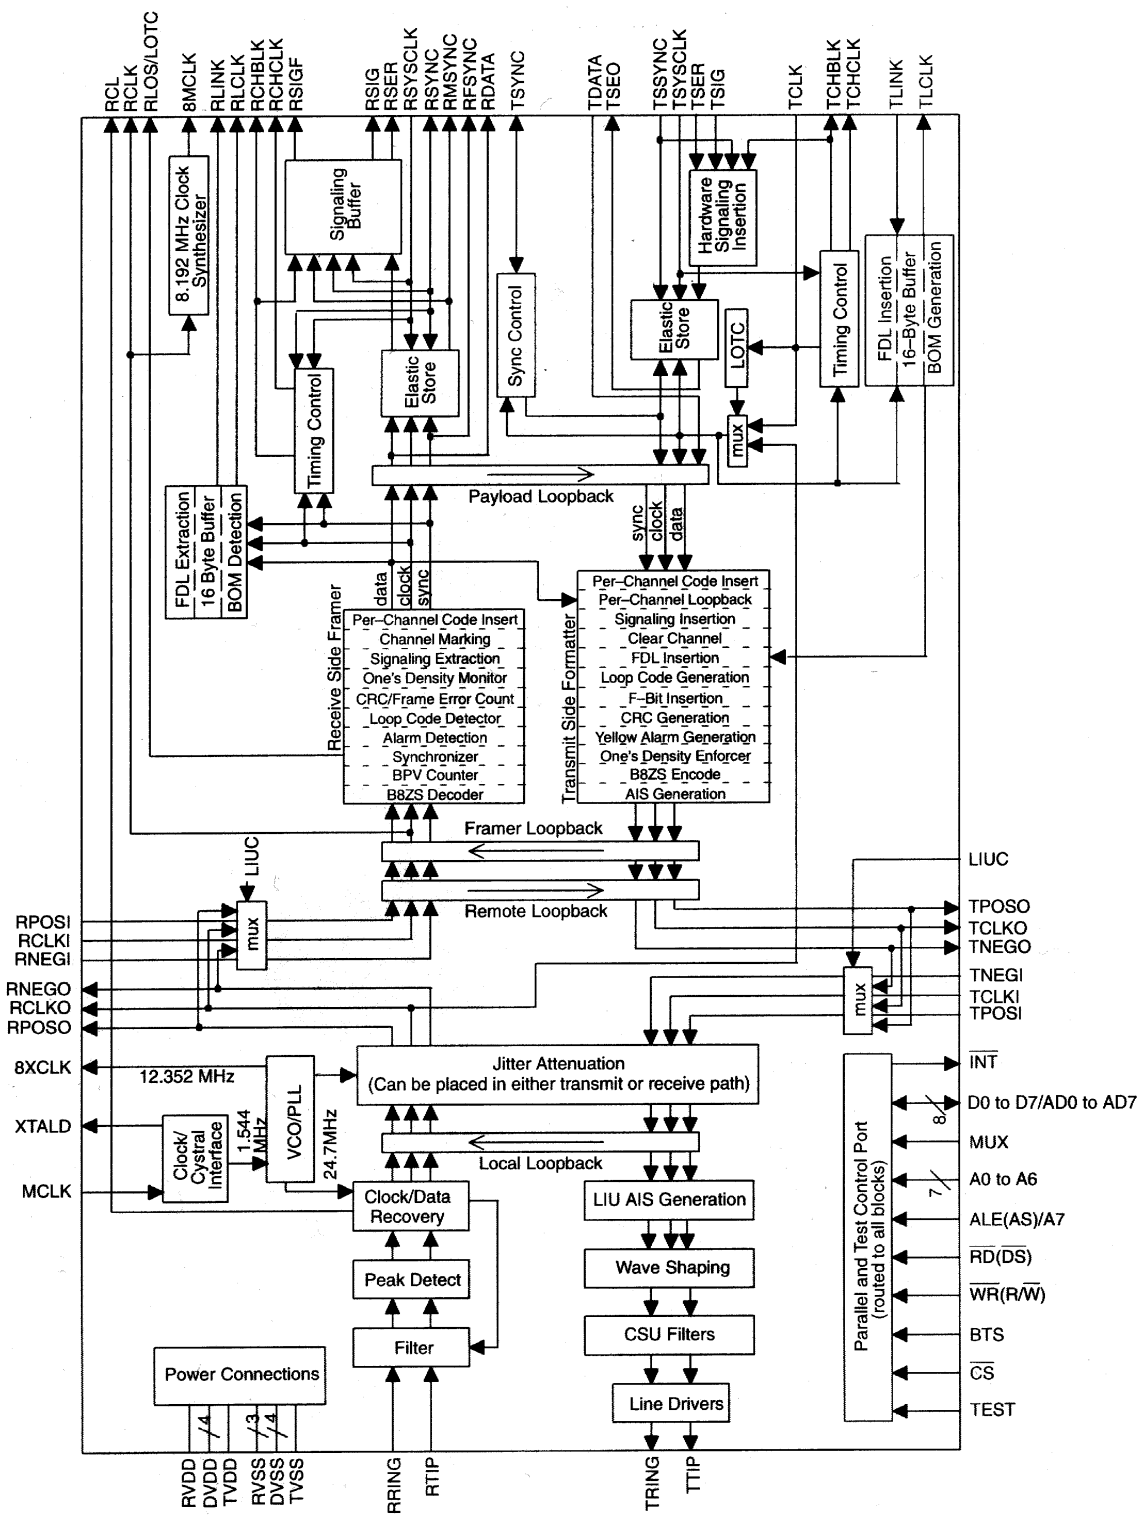 RCL
RCLK
RLOS/LOTC
8MCLK
RLINK
RLCLK
RCHBLK
RCHCLK
RSIGF
RSIG
RSER
RSYSCLK
RSYNC
RMSYNC
RFSYNC
RDATA
TSYNC
TDATA
TSEO
TSSYNC
TSYSCLK
TSER
TSIG
TCLK
TCHBLK
TCHCLK
TLINK
TLCLK
8.192 MHz Clock
Synthesizer
Signaling
Buffer
Hardware
Signaling
Insertion
Sync Control
Elastic
Store
LOTC
Timing Control
FDL Insertion
16–Byte Buffer
BOM Generation
Timing Control
Elastic
Store
mux
Payload Loopback
FDL Extraction
16 Byte Buffer
BOM Detection
data
clock
sync
sync
clock
data
Receive Side Framer
Per–Channel Code Insert
Channel Marking
Signaling Extraction
One's Density Monitor
CRC/Frame Error Count
Loop Code Detector
Alarm Detection
Synchronizer
BPV Counter
B8ZS Decoder
Transmit Side Formatter
Per–Channel Code Insert
Per–Channel Loopback
Signaling Insertion
Clear Channel
FDL Insertion
Loop Code Generation
F–Bit Insertion
CRC Generation
Yellow Alarm Generation
One's Density Enforcer
B8ZS Encode
AIS Generation
Framer Loopback
Remote Loopback
LIUC
mux
RPOSI
RCLKI
RNEGI
RNEGO
RCLKO
RPOSO
8XCLK
XTALD
MCLK
LIUC
TPOSO
TCLKO
TNEGO
TNEGI
TCLKI
TPOSI
mux
Jitter Attenuation
(Can be placed in either transmit or receive path)
12.352 MHz
VCO/PLL
1.544
MHz
24.7MHz
Clock/
Cystral
Interface
Local Loopback
Clock/Data
Recovery
Peak Detect
Filter
LIU AIS Generation
Wave Shaping
CSU Filters
Line Drivers
Parallel and Test Control Port
(routed to all blocks)
I̅N̅T̅
8
D0 to D7/AD0 to AD7
MUX
7
A0 to A6
ALE(AS)/A7
R̅D̅(D̅S̅)
W̅R̅(R/W̅)
BTS
C̅S̅
TEST
Power Connections
4
3
4
RVDD
DVDD
TVDD
RVSS
DVSS
TVSS
RRING
RTIP
TRING
TTIP